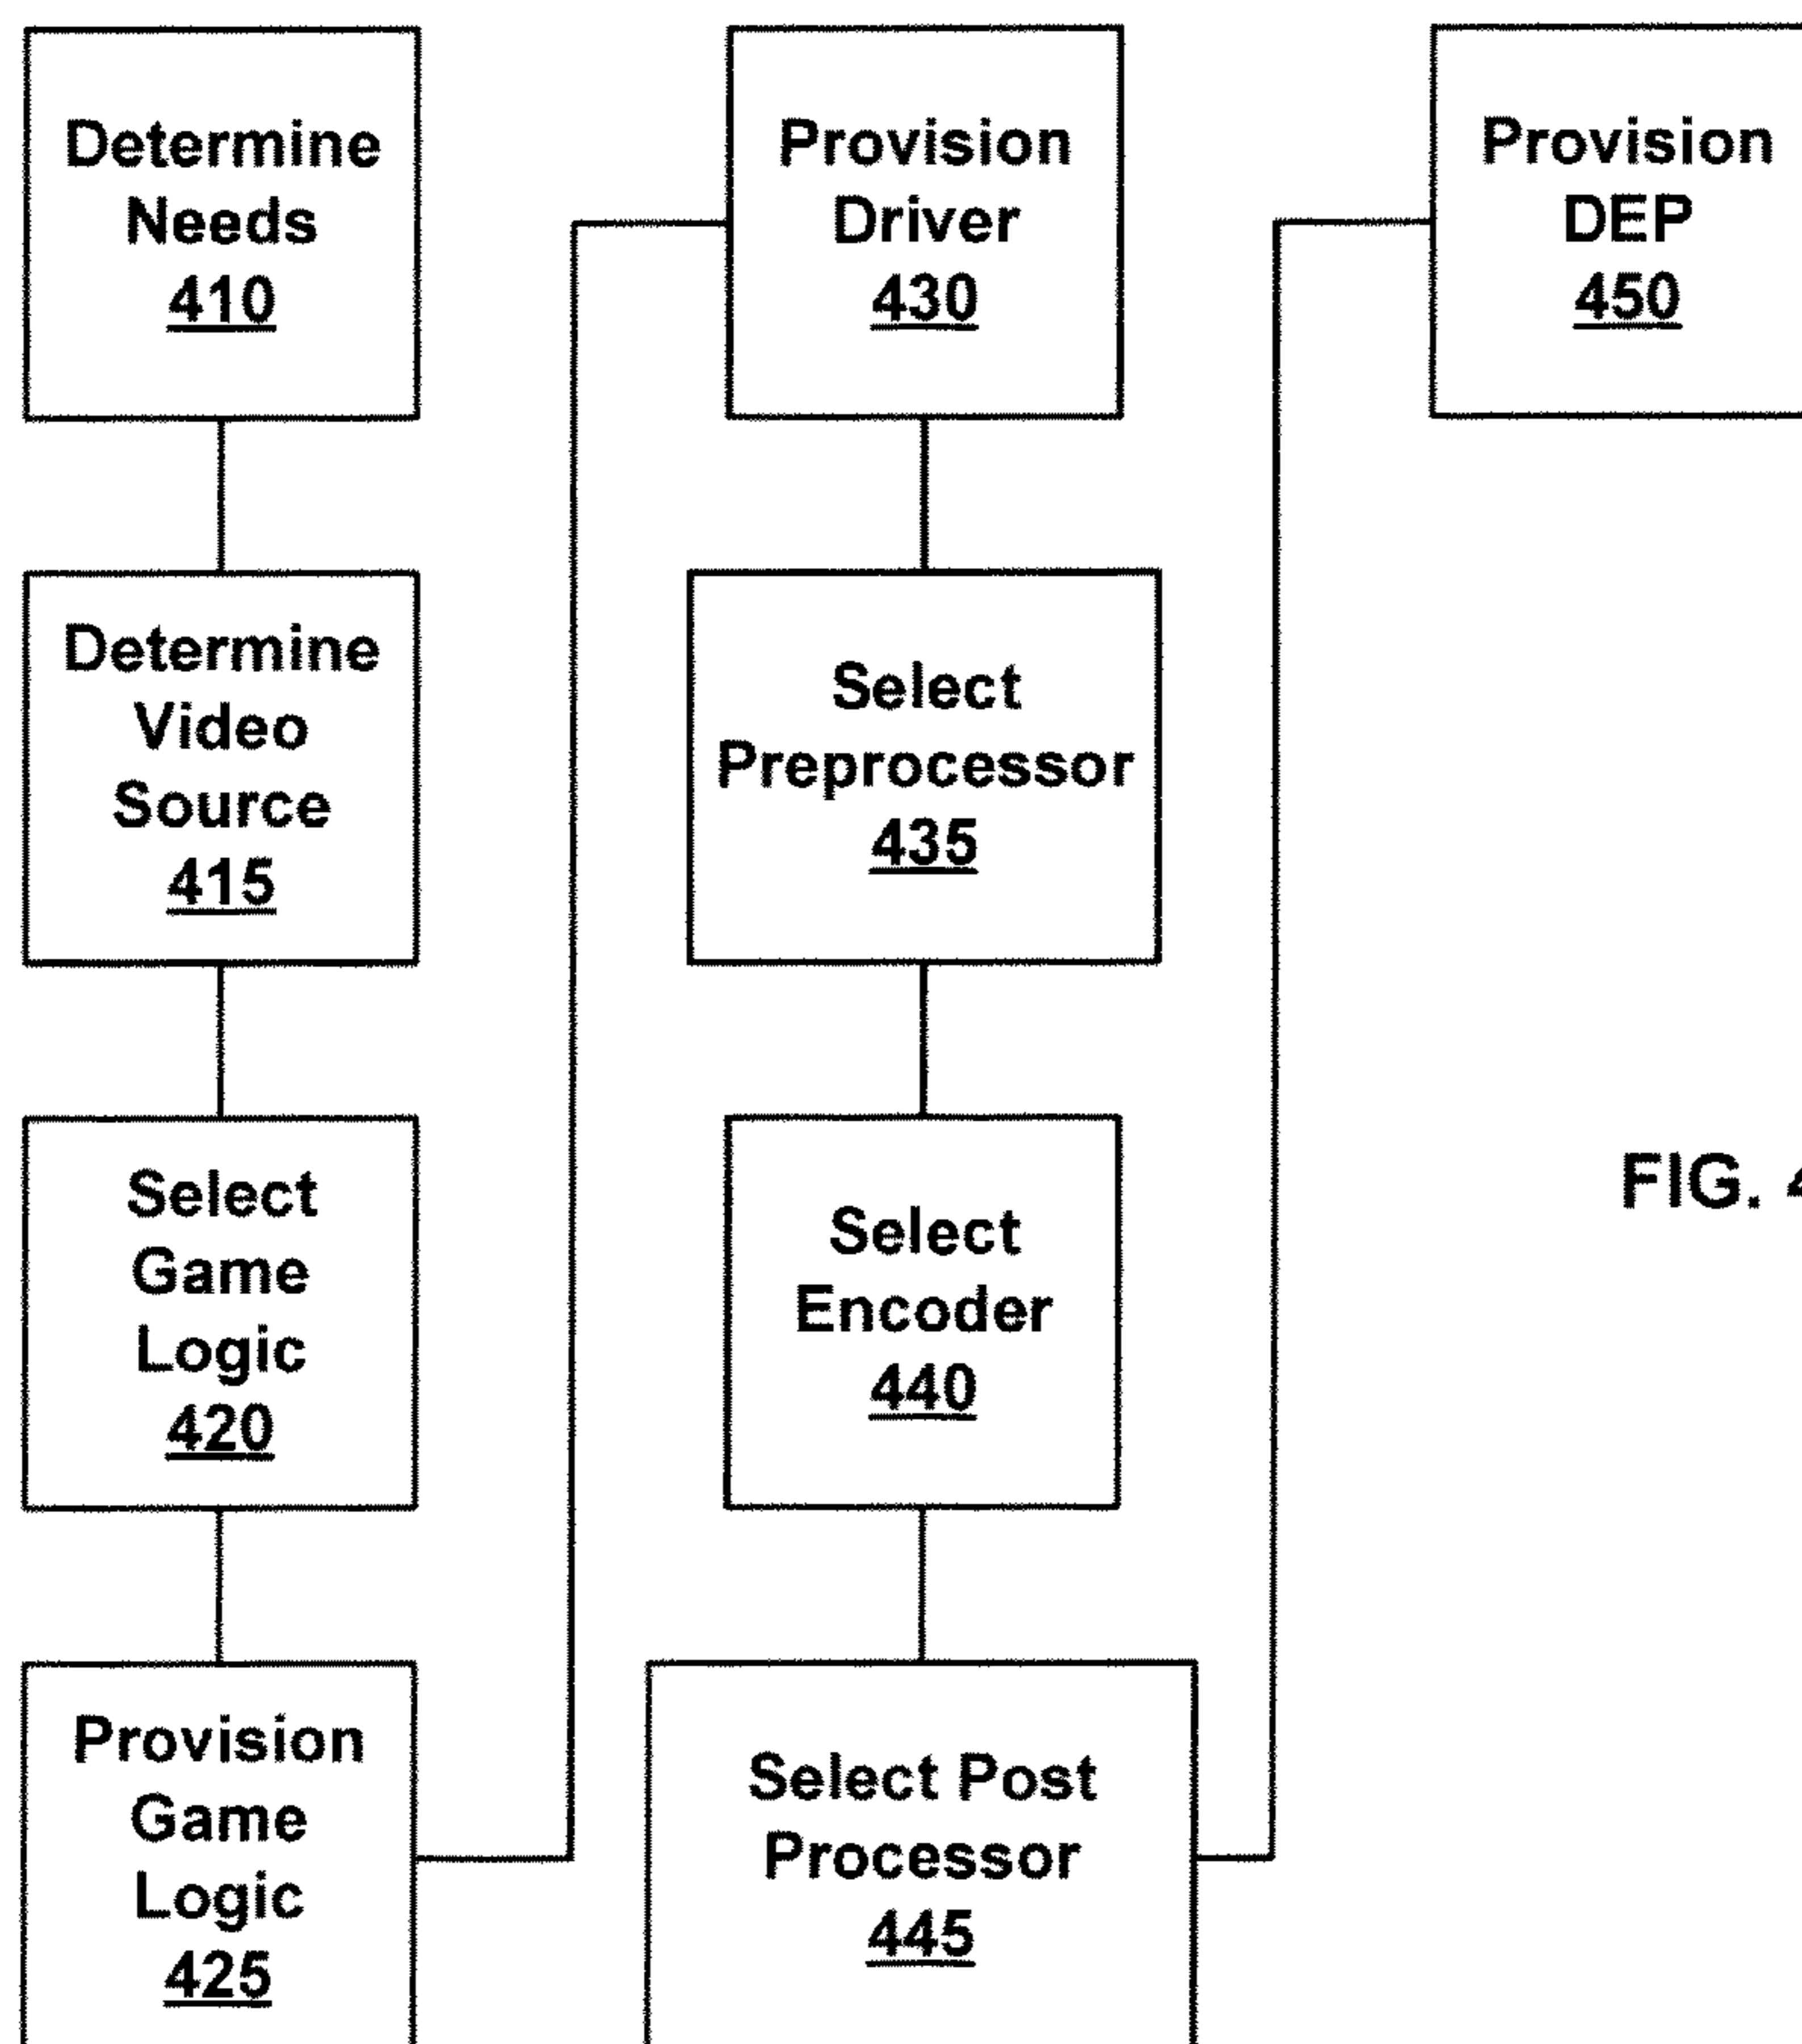 Determine
Needs
410
Determine
Video
Source
415
Select
Game
Logic
420
Provision
Game
Logic
425
Provision
Driver
430
Select
Preprocessor
435
Select
Encoder
440
Select Post
Processor
445
Provision
DEP
450
FIG. 4